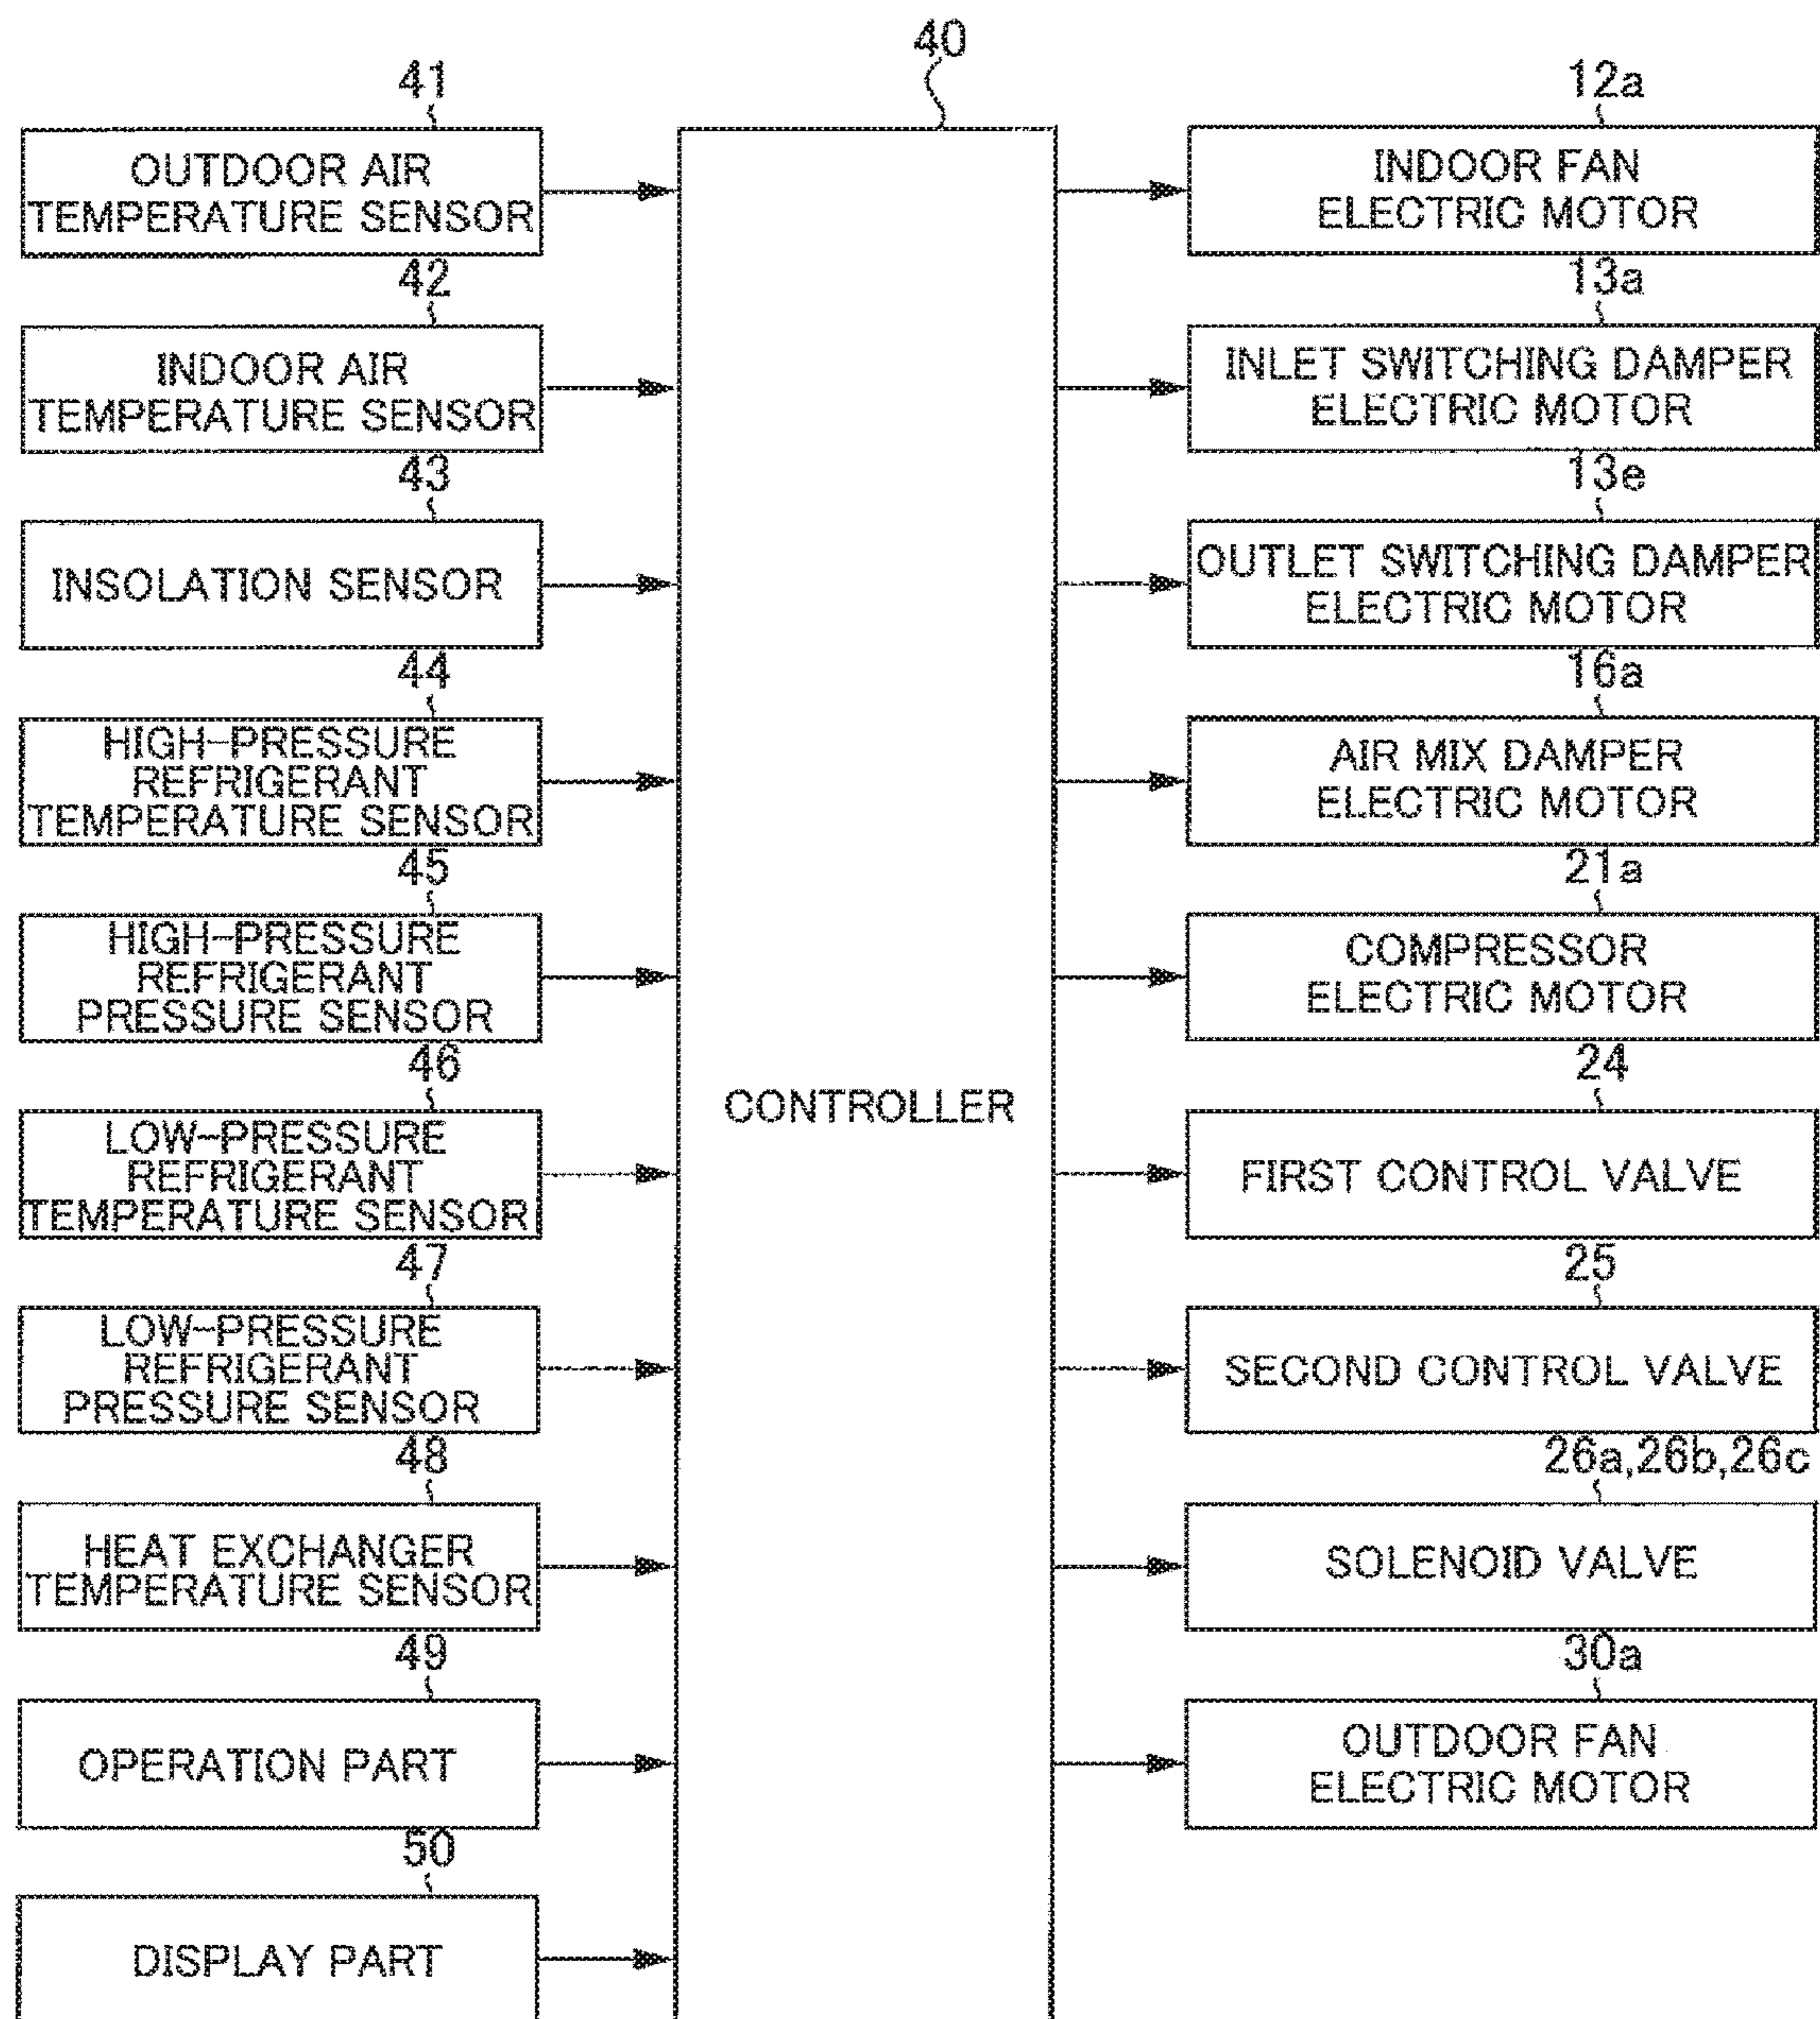 40
41
OUTDOOR AIR
TEMPERATURE SENSOR
42
INDOOR AIR
TEMPERATURE SENSOR
43
INSOLATION SENSOR
44
HIGH-PRESSURE
REFRIGERANT
TEMPERATURE SENSOR
45
HIGH-PRESSURE
REFRIGERANT
PRESSURE SENSOR
46
LOW-PRESSURE
REFRIGERANT
TEMPERATURE SENSOR
47
LOW-PRESSURE
REFRIGERANT
PRESSURE SENSOR
48
HEAT EXCHANGER
TEMPERATURE SENSOR
49
OPERATION PART
50
DISPLAY PART
CONTROLLER
12a
INDOOR FAN
ELECTRIC MOTOR
13a
INLET SWITCHING DAMPER
ELECTRIC MOTOR
13e
OUTLET SWITCHING DAMPER
ELECTRIC MOTOR
16a
AIR MIX DAMPER
ELECTRIC MOTOR
21a
COMPRESSOR
ELECTRIC MOTOR
24
FIRST CONTROL VALVE
25
SECOND CONTROL VALVE
26a,26b,26c
SOLENOID VALVE
30a
OUTDOOR FAN
ELECTRIC MOTOR